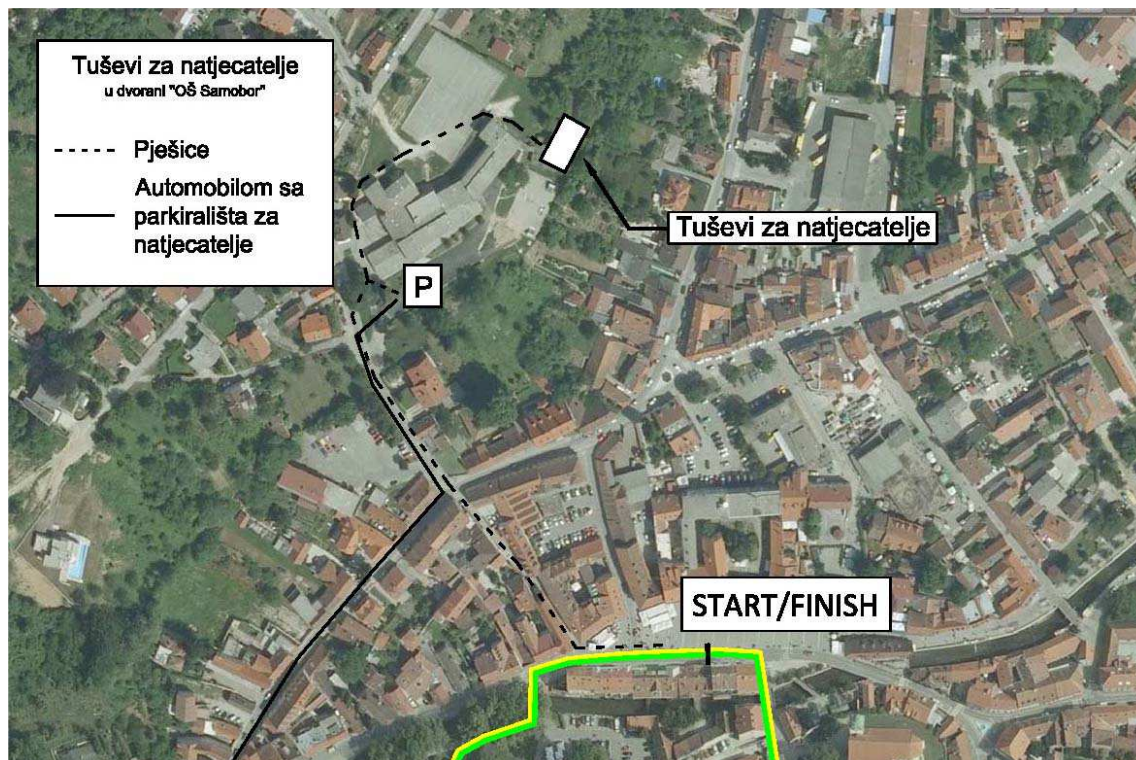 Tuševi za natjecatelje
u dvorani "OŠ Samobor"
Pješice
Automobilom sa
parkirališta za
natjecatelje
Tuševi za natjecatelje
P
START/FINISH